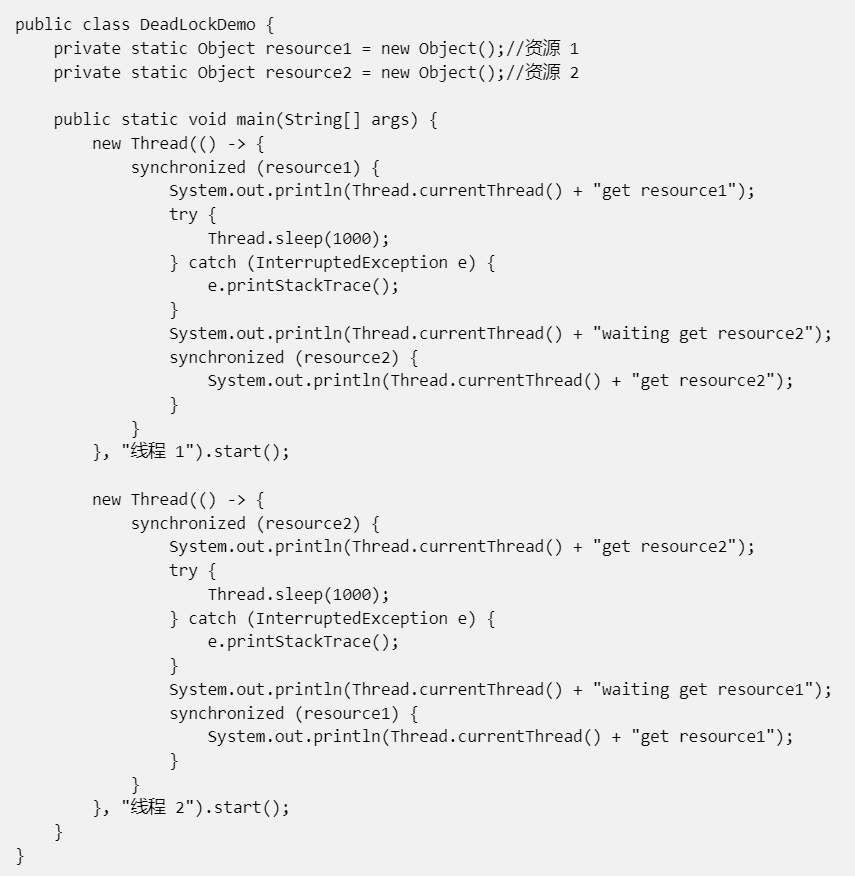 public class DeadLockDemo {
    private static Object resource1 = new Object();//资源 1
    private static Object resource2 = new Object();//资源 2

    public static void main(String[] args) {
        new Thread(() -> {
            synchronized (resource1) {
                System.out.println(Thread.currentThread() + "get resource1");
                try {
                    Thread.sleep(1000);
                } catch (InterruptedException e) {
                    e.printStackTrace();
                }
                System.out.println(Thread.currentThread() + "waiting get resource2");
                synchronized (resource2) {
                    System.out.println(Thread.currentThread() + "get resource2");
                }
            }
        }, "线程 1").start();

        new Thread(() -> {
            synchronized (resource2) {
                System.out.println(Thread.currentThread() + "get resource2");
                try {
                    Thread.sleep(1000);
                } catch (InterruptedException e) {
                    e.printStackTrace();
                }
                System.out.println(Thread.currentThread() + "waiting get resource1");
                synchronized (resource1) {
                    System.out.println(Thread.currentThread() + "get resource1");
                }
            }
        }, "线程 2").start();
    }
}